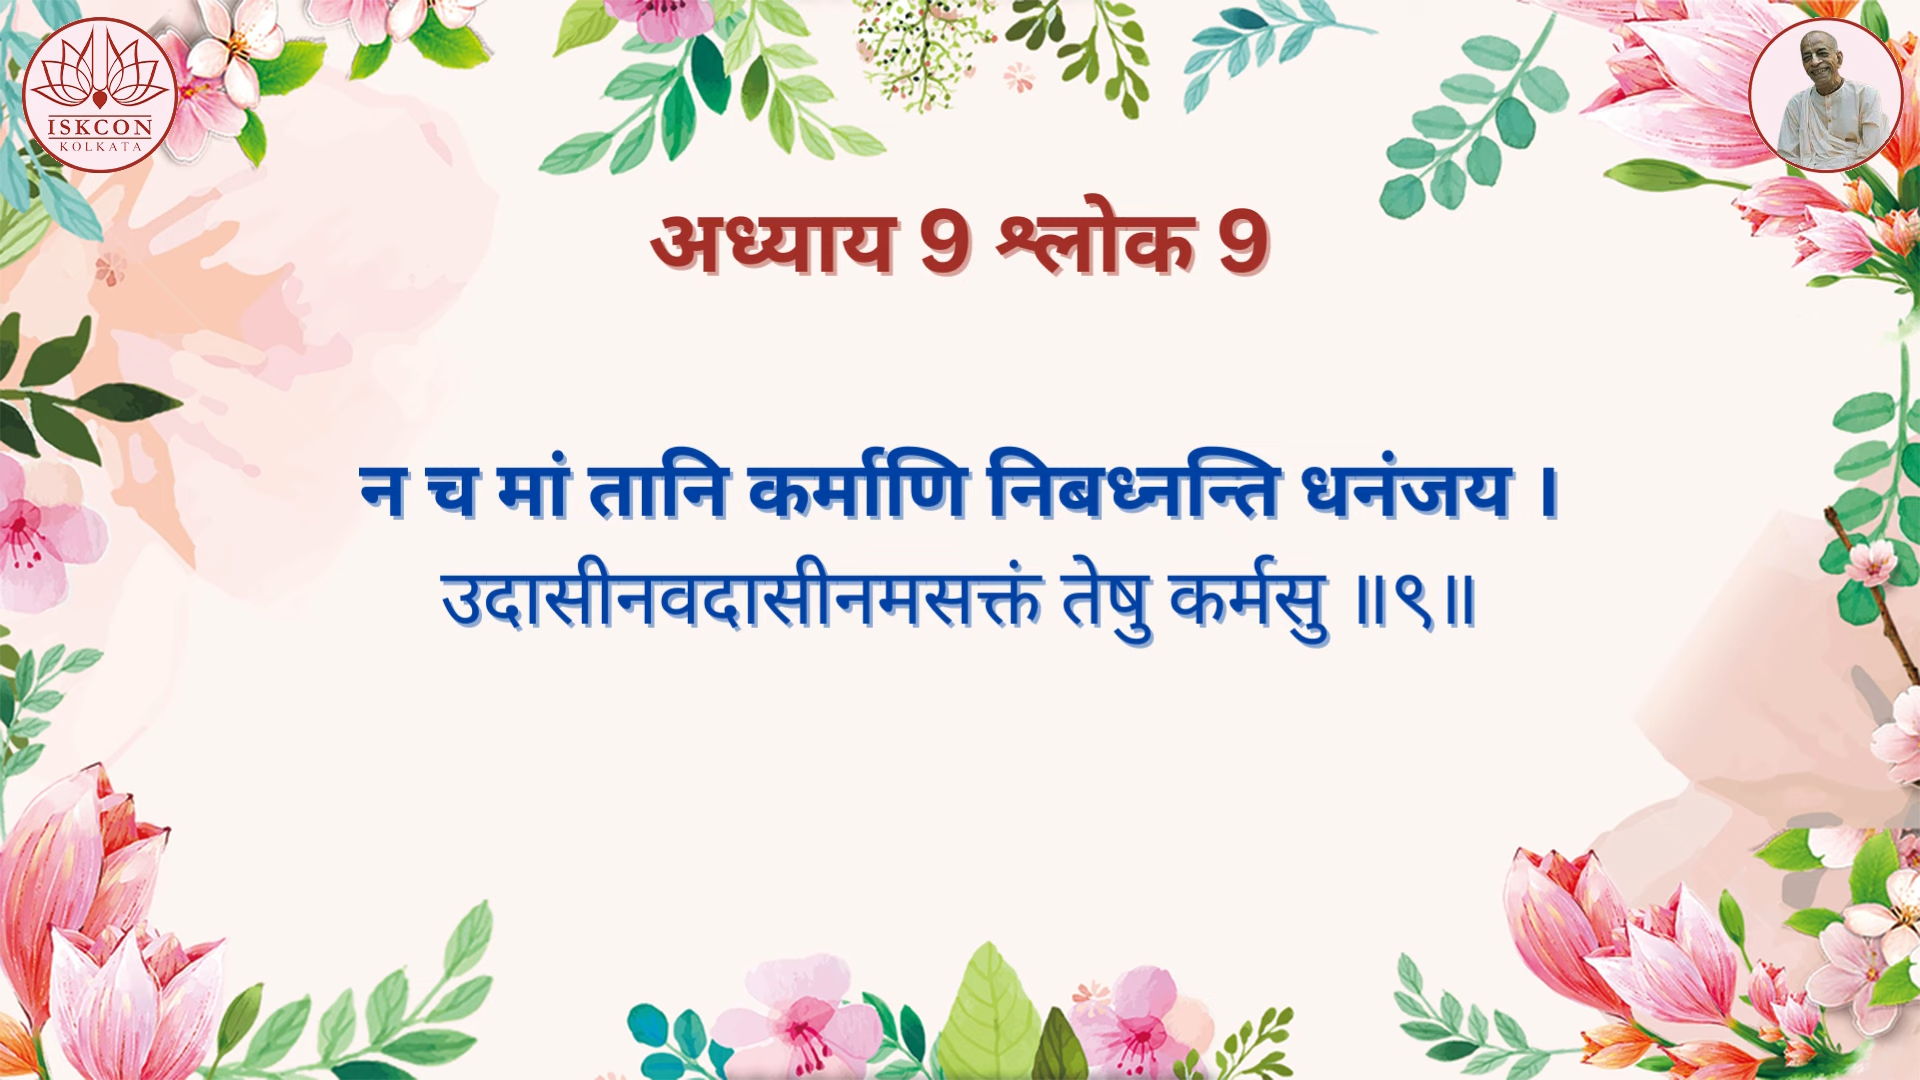 ISKCON
KOLKATA
अध्याय 9 श्लोक 9
न च मां तानि कर्माणि निबध्नन्ति धनंजय ।
उदासीनवदासीनमसक्तं तेषु कर्मसु ॥९॥